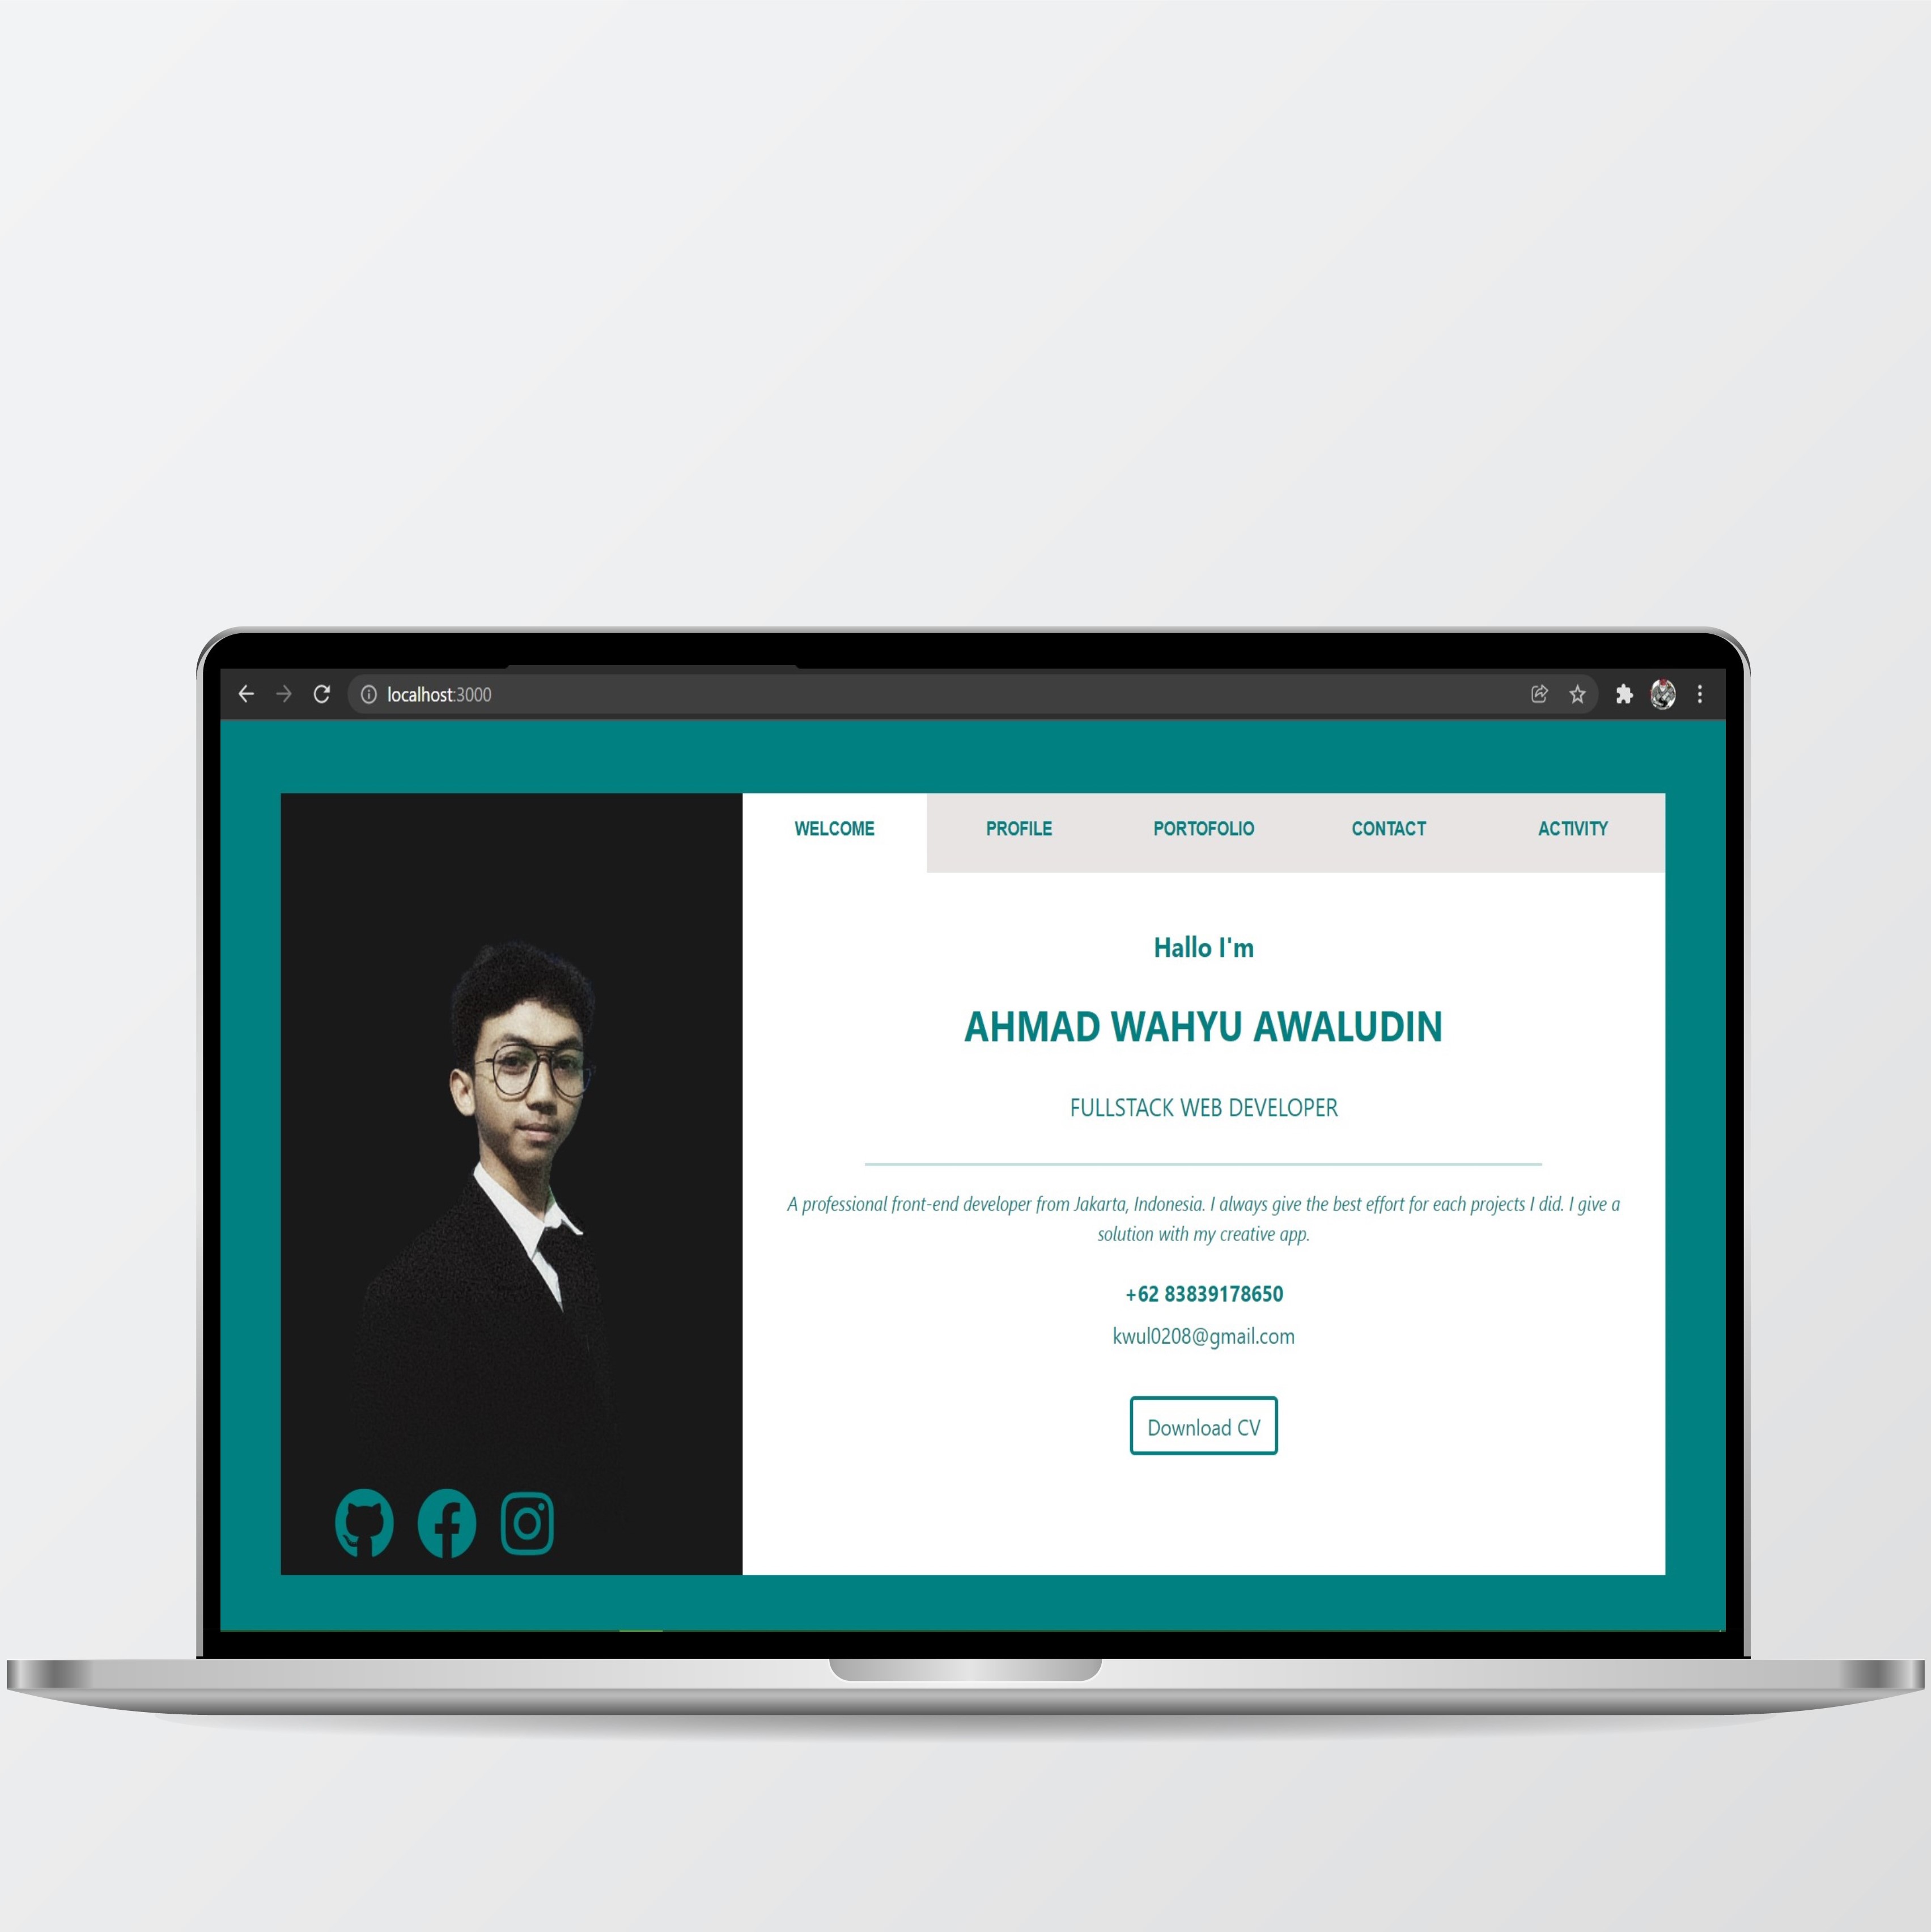 localhost:3000
WELCOME PROFILE PORTOFOLIO CONTACT ACTIVITY
Hallo I'm
AHMAD WAHYU AWALUDIN
FULLSTACK WEB DEVELOPER
A professional front-end developer from Jakarta, Indonesia. I always give the best effort for each projects I did. I give a
solution with my creative app.
+62 83839178650
kwul0208@gmail.com
Download CV